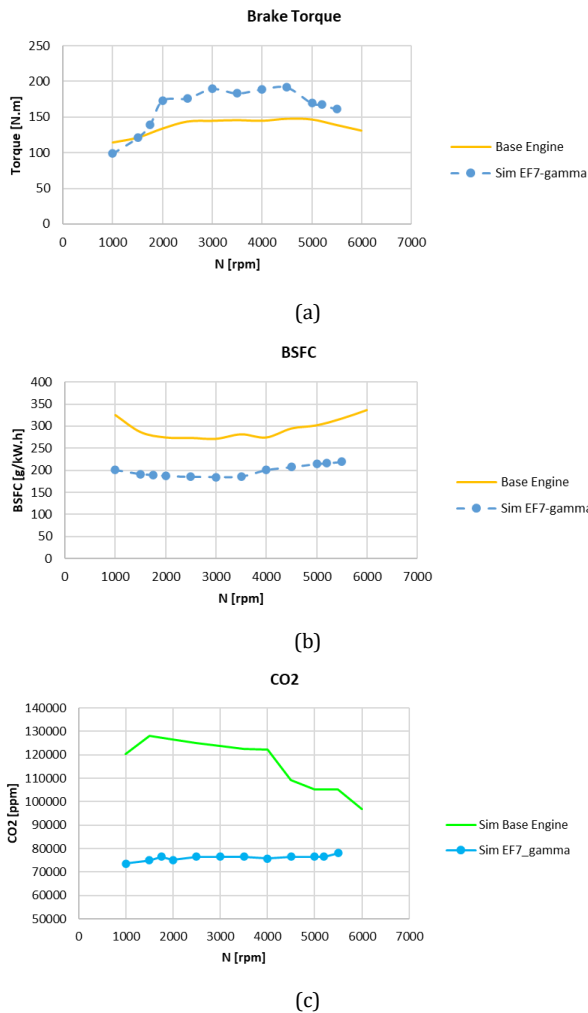 Brake Torque
250
200
150
100
50
0
Torque [N.m]
0 1000 2000 3000 4000 5000 6000 7000
N [rpm]
Base Engine
Sim EF7-gamma
(a)
BSFC
400
350
300
250
200
150
100
50
0
BSFC [g/kW.h]
0 1000 2000 3000 4000 5000 6000 7000
N [rpm]
Base Engine
Sim EF7-gamma
(b)
CO2
140000
130000
120000
110000
100000
90000
80000
70000
60000
50000
CO2 [ppm]
0 1000 2000 3000 4000 5000 6000 7000
N [rpm]
Sim Base Engine
Sim EF7_gamma
(c)